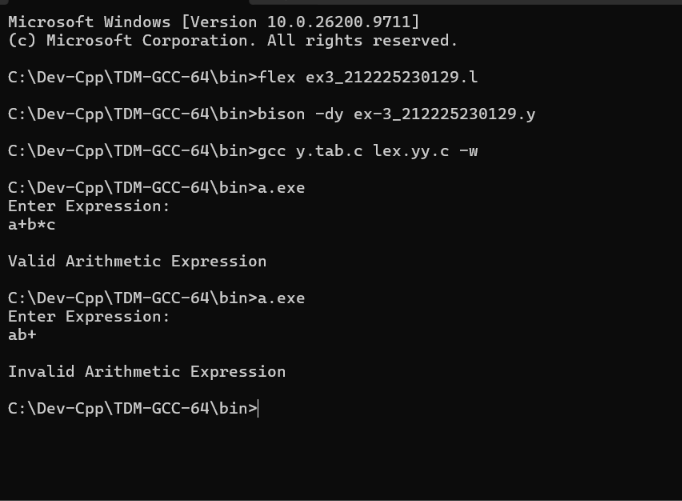 Microsoft Windows [Version 10.0.26200.9711]
(c) Microsoft Corporation. All rights reserved.
C:\Dev-Cpp\TDM-GCC-64\bin>flex ex3_212225230129.l
C:\Dev-Cpp\TDM-GCC-64\bin>bison -dy ex-3_212225230129.y
C:\Dev-Cpp\TDM-GCC-64\bin>gcc y.tab.c lex.yy.c -w
C:\Dev-Cpp\TDM-GCC-64\bin>a.exe
Enter Expression:
a+b*c
Valid Arithmetic Expression
C:\Dev-Cpp\TDM-GCC-64\bin>a.exe
Enter Expression:
ab+
Invalid Arithmetic Expression
C:\Dev-Cpp\TDM-GCC-64\bin>